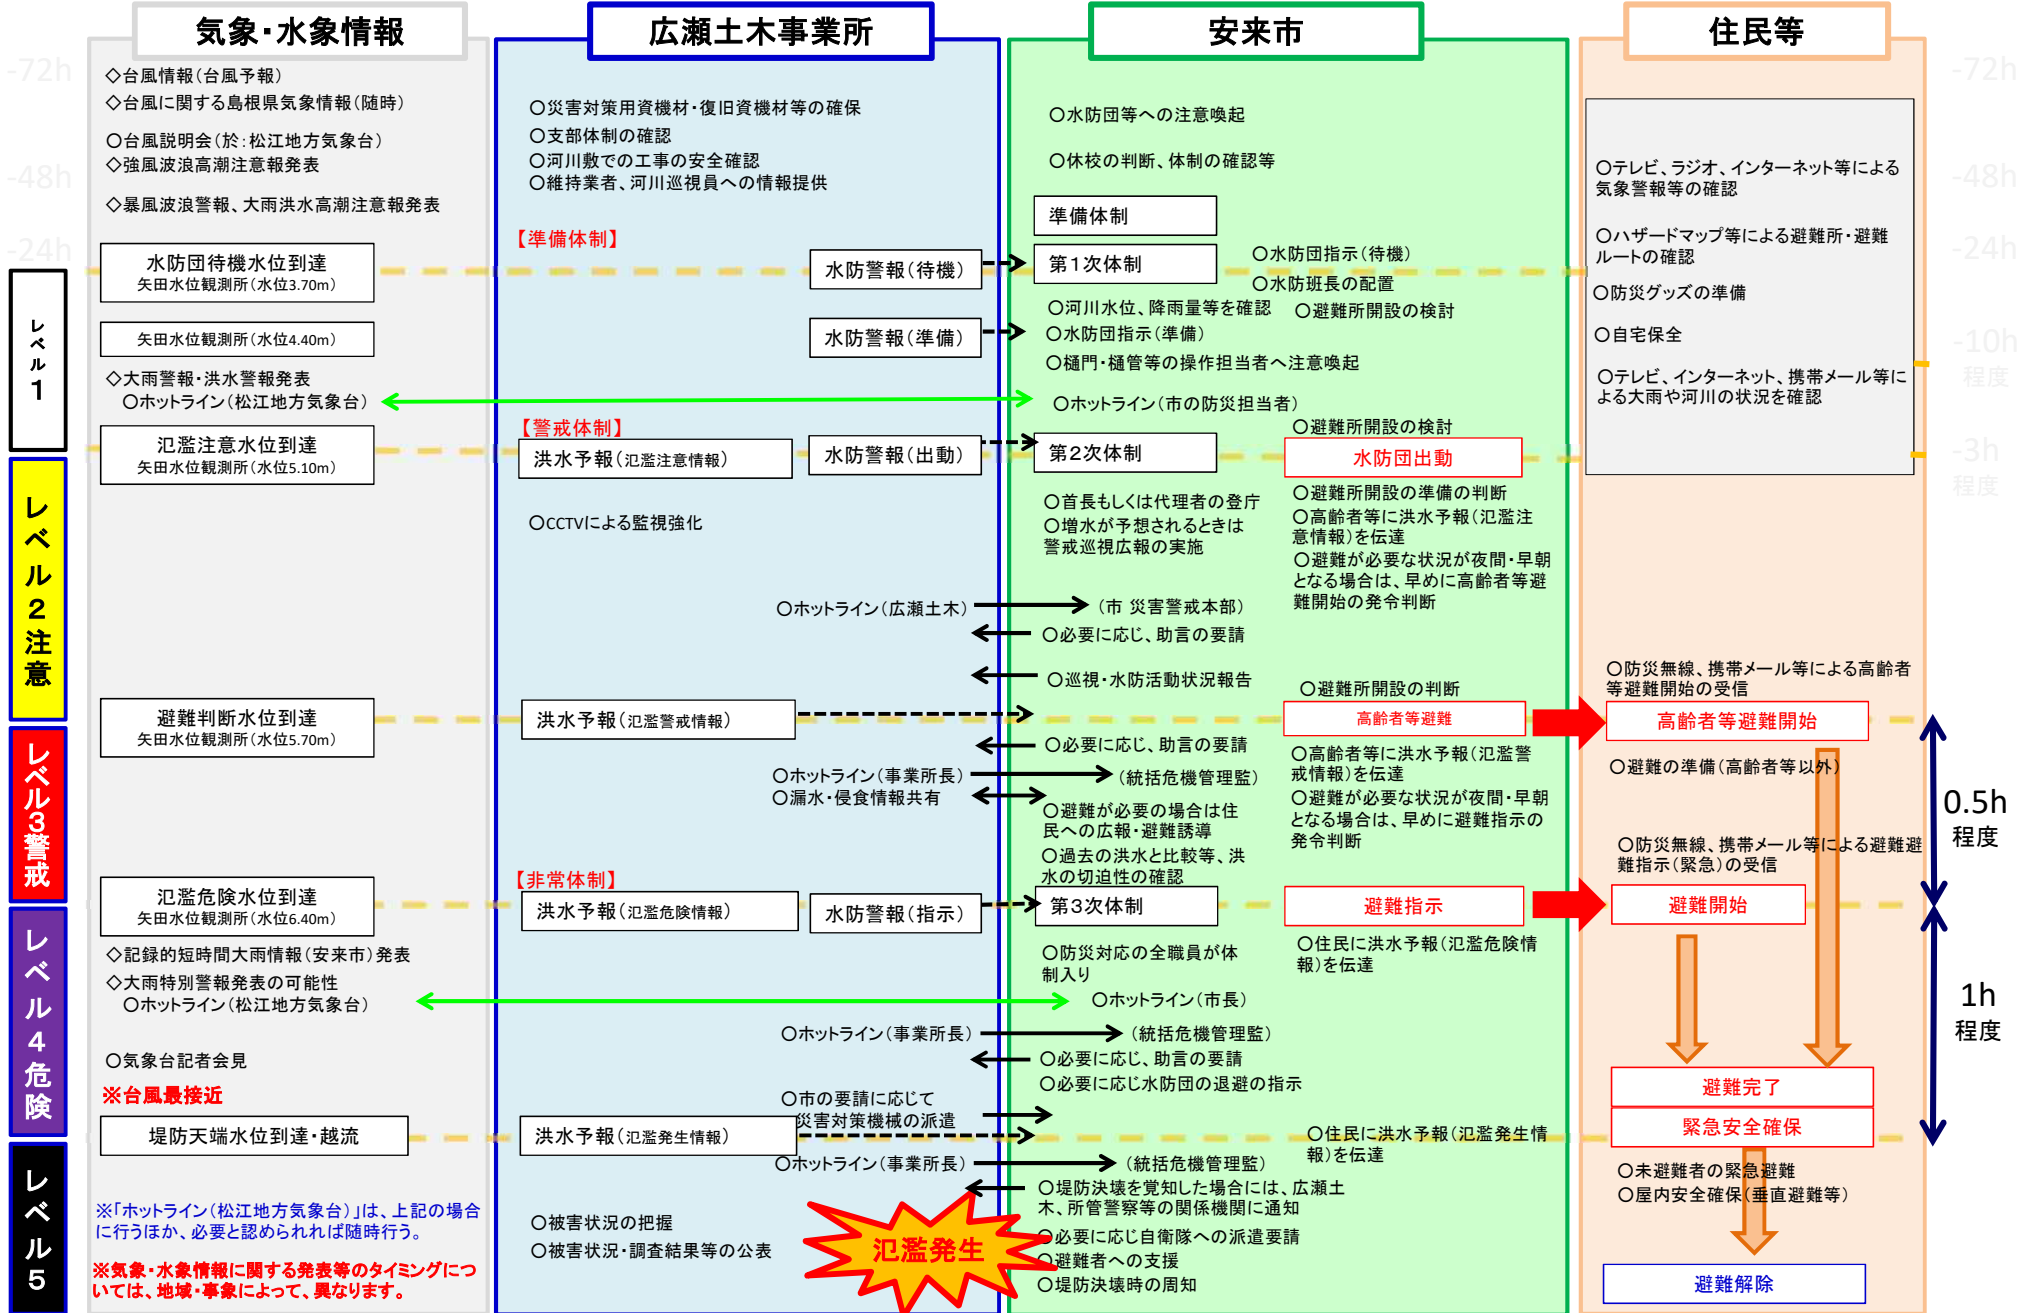 気象・水象情報
広瀬土木事業所
安来市
住民等
-72h
-48h
-24h
レベル1
レベル2注意
レベル3警戒
レベル4危険
レベル5
◇台風情報(台風予報)
◇台風に関する島根県気象情報(随時)
○台風説明会(於:松江地方気象台)
◇強風波浪高潮注意報発表
◇暴風波浪警報、大雨洪水高潮注意報発表
水防団待機水位到達
矢田水位観測所(水位3.70m)
矢田水位観測所(水位4.40m)
◇大雨警報・洪水警報発表
○ホットライン(松江地方気象台)
氾濫注意水位到達
矢田水位観測所(水位5.10m)
避難判断水位到達
矢田水位観測所(水位5.70m)
氾濫危険水位到達
矢田水位観測所(水位6.40m)
◇記録的短時間大雨情報(安来市)発表
◇大雨特別警報発表の可能性
○ホットライン(松江地方気象台)
○気象台記者会見
※台風最接近
堤防天端水位到達・越流
※「ホットライン(松江地方気象台)」は、上記の場合
に行うほか、必要と認められれば随時行う。
※気象・水象情報に関する発表等のタイミングにつ
いては、地域・事象によって、異なります。
○災害対策用資機材・復旧資機材等の確保
○支部体制の確認
○河川敷での工事の安全確認
○維持業者、河川巡視員への情報提供
【準備体制】
水防警報(待機)
水防警報(準備)
【警戒体制】
洪水予報(氾濫注意情報)
水防警報(出動)
○CCTVによる監視強化
○ホットライン(広瀬土木)
洪水予報(氾濫警戒情報)
○ホットライン(事業所長)
○漏水・侵食情報共有
【非常体制】
洪水予報(氾濫危険情報)
水防警報(指示)
○ホットライン(事業所長)
○市の要請に応じて
災害対策機械の派遣
洪水予報(氾濫発生情報)
○ホットライン(事業所長)
○被害状況の把握
○被害状況・調査結果等の公表
氾濫発生
○水防団等への注意喚起
○休校の判断、体制の確認等
準備体制
第1次体制
○水防団指示(待機)
○水防班長の配置
○河川水位、降雨量等を確認
○避難所開設の検討
○水防団指示(準備)
○樋門・樋管等の操作担当者へ注意喚起
○ホットライン(市の防災担当者)
○避難所開設の検討
第2次体制
水防団出動
○首長もしくは代理者の登庁
○増水が予想されるときは
警戒巡視広報の実施
○避難所開設の準備の判断
○高齢者等に洪水予報(氾濫注
意情報)を伝達
○避難が必要な状況が夜間・早朝
となる場合は、早めに高齢者等避
難開始の発令判断
(市 災害警戒本部)
○必要に応じ、助言の要請
○巡視・水防活動状況報告
○避難所開設の判断
高齢者等避難
○必要に応じ、助言の要請
(統括危機管理監)
○高齢者等に洪水予報(氾濫警
戒情報)を伝達
○避難が必要な状況が夜間・早朝
となる場合は、早めに避難指示の
発令判断
○避難が必要の場合は住
民への広報・避難誘導
○過去の洪水と比較等、洪
水の切迫性の確認
第3次体制
避難指示
○防災対応の全職員が体
制入り
○住民に洪水予報(氾濫危険情
報)を伝達
○ホットライン(市長)
(統括危機管理監)
○必要に応じ、助言の要請
○必要に応じ水防団の退避の指示
○住民に洪水予報(氾濫発生情
報)を伝達
(統括危機管理監)
○堤防決壊を覚知した場合には、広瀬土
木、所管警察等の関係機関に通知
○必要に応じ自衛隊への派遣要請
○避難者への支援
○堤防決壊時の周知
○テレビ、ラジオ、インターネット等による
気象警報等の確認
○ハザードマップ等による避難所・避難
ルートの確認
○防災グッズの準備
○自宅保全
○テレビ、インターネット、携帯メール等に
よる大雨や河川の状況を確認
○防災無線、携帯メール等による高齢者
等避難開始の受信
高齢者等避難開始
○避難の準備(高齢者等以外)
○防災無線、携帯メール等による避難避
難指示(緊急)の受信
避難開始
避難完了
緊急安全確保
○未避難者の緊急避難
○屋内安全確保(垂直避難等)
避難解除
-72h
-48h
-24h
-10h
程度
-3h
程度
0.5h
程度
1h
程度